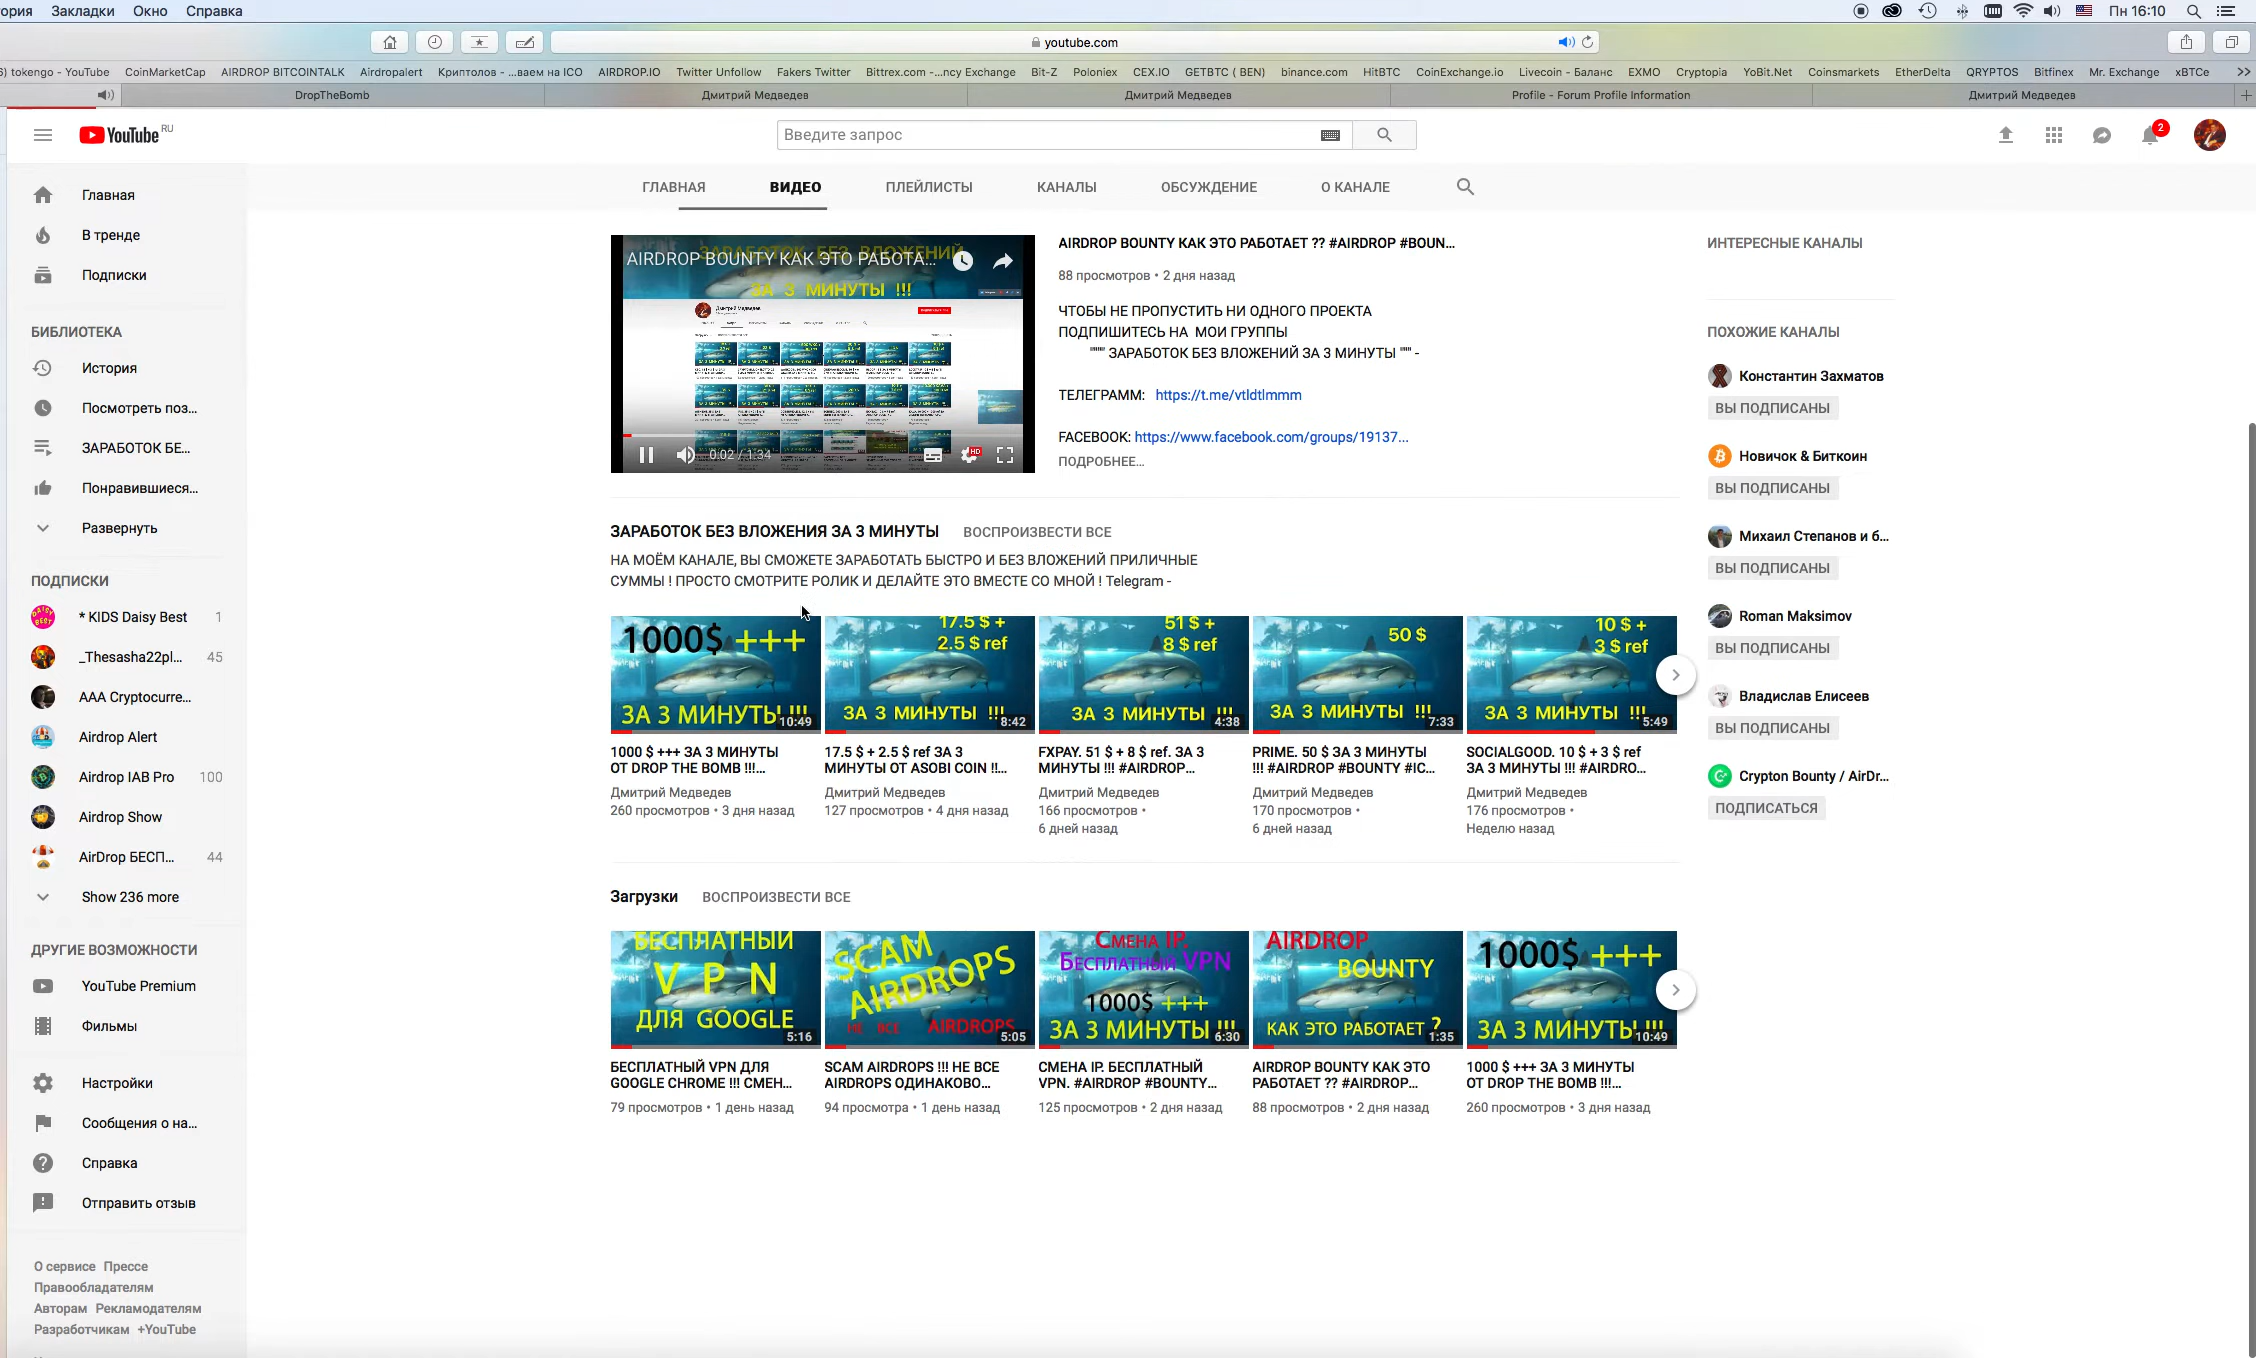 ория Закладки Окно Справка
Пн 16:10
youtube.com
6) tokengo - YouTube CoinMarketCap AIRDROP BITCOINTALK Airdropalert Криптолов - ...ваем на ICO AIRDROP.IO Twitter Unfollow Fakers Twitter Bittrex.com -...ncy Exchange Bit-Z Poloniex CEX.IO GETBTC ( BEN) binance.com HitBTC CoinExchange.io Livecoin - Баланс EXMO Cryptopia YoBit.Net Coinsmarkets EtherDelta QRYPTOS Bitfinex Mr. Exchange xBTCe
DropTheBomb Дмитрий Медведев Дмитрий Медведев Profile - Forum Profile Information Дмитрий Медведев
YouTube RU
Введите запрос
2
ГЛАВНАЯ ВИДЕО ПЛЕЙЛИСТЫ КАНАЛЫ ОБСУЖДЕНИЕ О КАНАЛЕ
Главная
В тренде
Подписки
БИБЛИОТЕКА
История
Посмотреть поз...
ЗАРАБОТОК БЕ...
Понравившиеся...
Развернуть
ПОДПИСКИ
* KIDS Daisy Best 1
_Thesasha22pl... 45
AAA Cryptocurre...
Airdrop Alert
Airdrop IAB Pro 100
Airdrop Show
AirDrop БЕСП... 44
Show 236 more
ДРУГИЕ ВОЗМОЖНОСТИ
YouTube Premium
Фильмы
Настройки
Сообщения о на...
Справка
Отправить отзыв
О сервисе Прессе
Правообладателям
Авторам Рекламодателям
Разработчикам +YouTube
ЗАРАБОТОК БЕЗ ВЛОЖЕНИЙ
AIRDROP BOUNTY КАК ЭТО РАБОТА...
ЗА 3 МИНУТЫ !!!
Дмитрий Медведев
0:02 / 1:34
HD
AIRDROP BOUNTY КАК ЭТО РАБОТАЕТ ?? #AIRDROP #BOUN...
88 просмотров • 2 дня назад
ЧТОБЫ НЕ ПРОПУСТИТЬ НИ ОДНОГО ПРОЕКТА
ПОДПИШИТЕСЬ НА МОИ ГРУППЫ
"""" ЗАРАБОТОК БЕЗ ВЛОЖЕНИЙ ЗА 3 МИНУТЫ """ -
ТЕЛЕГРАММ: https://t.me/vtldtlmmm
FACEBOOK: https://www.facebook.com/groups/19137...
ПОДРОБНЕЕ...
ЗАРАБОТОК БЕЗ ВЛОЖЕНИЯ ЗА 3 МИНУТЫ ВОСПРОИЗВЕСТИ ВСЕ
НА МОЁМ КАНАЛЕ, ВЫ СМОЖЕТЕ ЗАРАБОТАТЬ БЫСТРО И БЕЗ ВЛОЖЕНИЙ ПРИЛИЧНЫЕ
СУММЫ ! ПРОСТО СМОТРИТЕ РОЛИК И ДЕЛАЙТЕ ЭТО ВМЕСТЕ СО МНОЙ ! Telegram -
1000$ +++
ЗА 3 МИНУТЫ !!!
10:49
1000 $ +++ ЗА 3 МИНУТЫ
ОТ DROP THE BOMB !!!...
Дмитрий Медведев
260 просмотров • 3 дня назад
17.5 $ +
2.5 $ ref
ЗА 3 МИНУТЫ !!!
8:42
17.5 $ + 2.5 $ ref ЗА 3
МИНУТЫ ОТ ASOBI COIN !!...
Дмитрий Медведев
127 просмотров • 4 дня назад
51 $ +
8 $ ref
ЗА 3 МИНУТЫ !!!
4:38
FXPAY. 51 $ + 8 $ ref. ЗА 3
МИНУТЫ !!! #AIRDROP...
Дмитрий Медведев
166 просмотров •
6 дней назад
50 $
ЗА 3 МИНУТЫ !!!
7:33
PRIME. 50 $ ЗА 3 МИНУТЫ
!!! #AIRDROP #BOUNTY #IC...
Дмитрий Медведев
170 просмотров •
6 дней назад
10 $ +
3 $ ref
ЗА 3 МИНУТЫ !!!
5:49
SOCIALGOOD. 10 $ + 3 $ ref
ЗА 3 МИНУТЫ !!! #AIRDRO...
Дмитрий Медведев
176 просмотров •
Неделю назад
Загрузки ВОСПРОИЗВЕСТИ ВСЕ
БЕСПЛАТНЫЙ
V P N
ДЛЯ GOOGLE
5:16
БЕСПЛАТНЫЙ VPN ДЛЯ
GOOGLE CHROME !!! СМЕН...
79 просмотров • 1 день назад
SCAM
AIRDROPS
НЕ ВСЕ AIRDROPS
5:05
SCAM AIRDROPS !!! НЕ ВСЕ
AIRDROPS ОДИНАКОВО...
94 просмотра • 1 день назад
Смена IP.
Бесплатный VPN
1000$ +++
ЗА 3 МИНУТЫ !!!
6:30
СМЕНА IP. БЕСПЛАТНЫЙ
VPN. #AIRDROP #BOUNTY...
125 просмотров • 2 дня назад
AIRDROP
BOUNTY
КАК ЭТО РАБОТАЕТ ?
1:35
AIRDROP BOUNTY КАК ЭТО
РАБОТАЕТ ?? #AIRDROP...
88 просмотров • 2 дня назад
1000$ +++
ЗА 3 МИНУТЫ !!!
10:49
1000 $ +++ ЗА 3 МИНУТЫ
ОТ DROP THE BOMB !!!...
260 просмотров • 3 дня назад
ИНТЕРЕСНЫЕ КАНАЛЫ
ПОХОЖИЕ КАНАЛЫ
Константин Захматов
ВЫ ПОДПИСАНЫ
Новичок & Биткоин
ВЫ ПОДПИСАНЫ
Михаил Степанов и б...
ВЫ ПОДПИСАНЫ
Roman Maksimov
ВЫ ПОДПИСАНЫ
Владислав Елисеев
ВЫ ПОДПИСАНЫ
Crypton Bounty / AirDr...
ПОДПИСАТЬСЯ